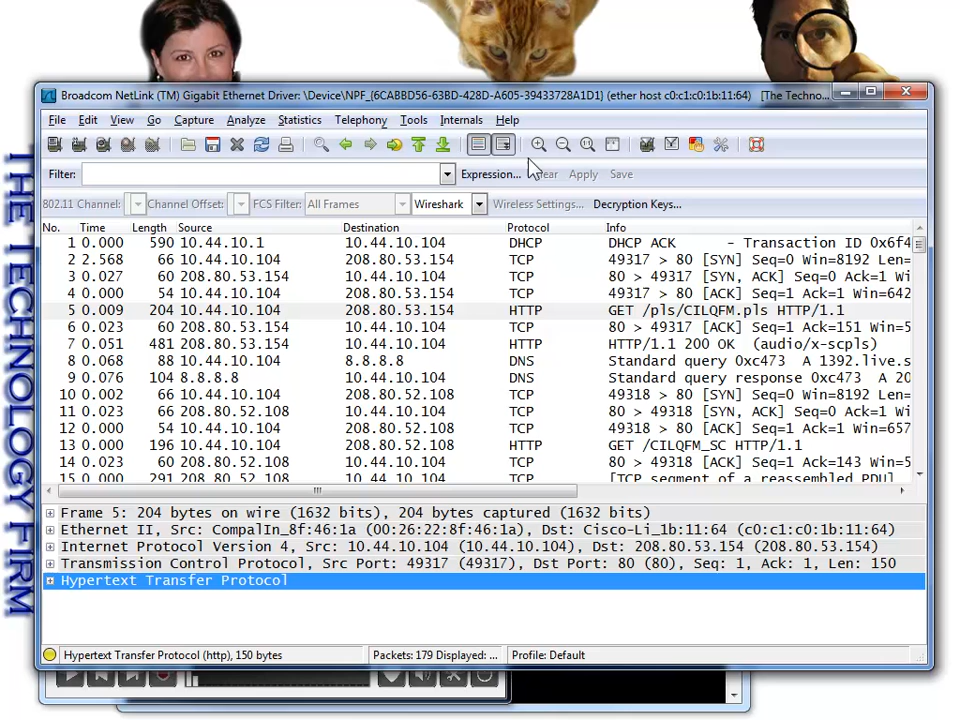 Broadcom NetLink (TM) Gigabit Ethernet Driver: \Device\NPF_{6CABBD56-63BD-428D-A605-39433728A1D1} (ether host c0:c1:c0:1b:11:64) [The Techno...
File Edit View Go Capture Analyze Statistics Telephony Tools Internals Help
Filter: Expression... Clear Apply Save
802.11 Channel: Channel Offset: FCS Filter: All Frames Wireshark Wireless Settings... Decryption Keys...
No. Time Length Source Destination Protocol Info
1 0.000 590 10.44.10.1 10.44.10.104 DHCP DHCP ACK - Transaction ID 0x6f4
2 2.568 66 10.44.10.104 208.80.53.154 TCP 49317 > 80 [SYN] Seq=0 Win=8192 Len=
3 0.027 60 208.80.53.154 10.44.10.104 TCP 80 > 49317 [SYN, ACK] Seq=0 Ack=1 W
4 0.000 54 10.44.10.104 208.80.53.154 TCP 49317 > 80 [ACK] Seq=1 Ack=1 Win=642
5 0.009 204 10.44.10.104 208.80.53.154 HTTP GET /pls/CILQFM.pls HTTP/1.1
6 0.023 60 208.80.53.154 10.44.10.104 TCP 80 > 49317 [ACK] Seq=1 Ack=151 Win=5
7 0.051 481 208.80.53.154 10.44.10.104 HTTP HTTP/1.1 200 OK (audio/x-scpls)
8 0.068 88 10.44.10.104 8.8.8.8 DNS Standard query 0xc473 A 1392.live.s
9 0.076 104 8.8.8.8 10.44.10.104 DNS Standard query response 0xc473 A 20
10 0.002 66 10.44.10.104 208.80.52.108 TCP 49318 > 80 [SYN] Seq=0 Win=8192 Len=
11 0.023 66 208.80.52.108 10.44.10.104 TCP 80 > 49318 [SYN, ACK] Seq=0 Ack=1 W
12 0.000 54 10.44.10.104 208.80.52.108 TCP 49318 > 80 [ACK] Seq=1 Ack=1 Win=657
13 0.000 196 10.44.10.104 208.80.52.108 HTTP GET /CILQFM_SC HTTP/1.1
14 0.023 60 208.80.52.108 10.44.10.104 TCP 80 > 49318 [ACK] Seq=1 Ack=143 Win=5
15 0.000 291 208.80.52.108 10.44.10.104 TCP [TCP segment of a reassembled PDU]
Frame 5: 204 bytes on wire (1632 bits), 204 bytes captured (1632 bits)
Ethernet II, Src: CompalIn_8f:46:1a (00:26:22:8f:46:1a), Dst: Cisco-Li_1b:11:64 (c0:c1:c0:1b:11:64)
Internet Protocol Version 4, Src: 10.44.10.104 (10.44.10.104), Dst: 208.80.53.154 (208.80.53.154)
Transmission Control Protocol, Src Port: 49317 (49317), Dst Port: 80 (80), Seq: 1, Ack: 1, Len: 150
Hypertext Transfer Protocol
Hypertext Transfer Protocol (http), 150 bytes Packets: 179 Displayed: ... Profile: Default
THE TECHNOLOGY FIRM